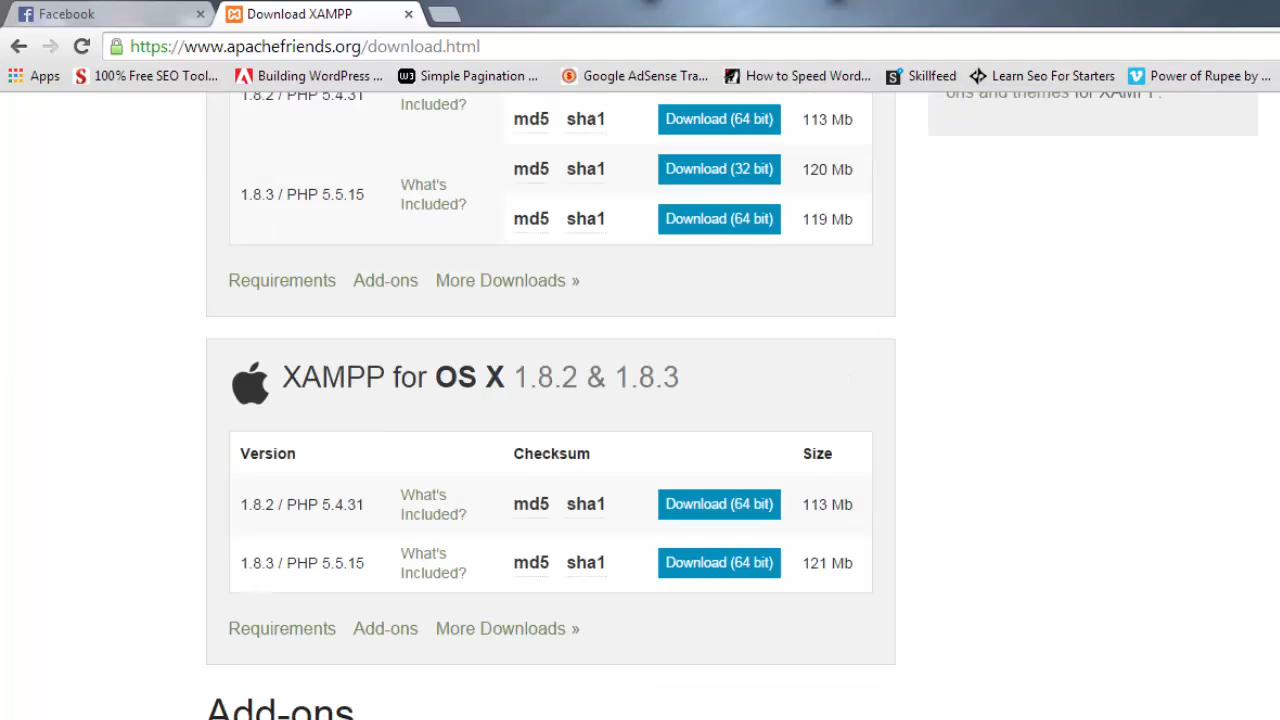 Facebook
Download XAMPP
https://www.apachefriends.org/download.html
Apps 100% Free SEO Tool... Building WordPress ... Simple Pagination ... Google AdSense Tra... How to Speed Word... Skillfeed Learn Seo For Starters Power of Rupee by ...
1.8.2 / PHP 5.4.31 What's Included?
md5 sha1 Download (64 bit) 113 Mb
1.8.3 / PHP 5.5.15 What's Included?
md5 sha1 Download (32 bit) 120 Mb
md5 sha1 Download (64 bit) 119 Mb
ons and themes for XAMPP.
Requirements Add-ons More Downloads »
XAMPP for OS X 1.8.2 & 1.8.3
Version Checksum Size
1.8.2 / PHP 5.4.31 What's Included? md5 sha1 Download (64 bit) 113 Mb
1.8.3 / PHP 5.5.15 What's Included? md5 sha1 Download (64 bit) 121 Mb
Requirements Add-ons More Downloads »
Add-ons